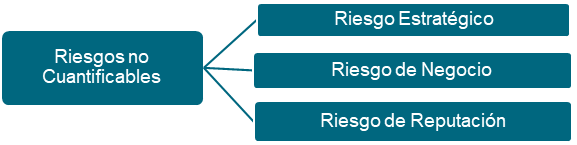 Riesgos no
Cuantificables
Riesgo Estratégico
Riesgo de Negocio
Riesgo de Reputación